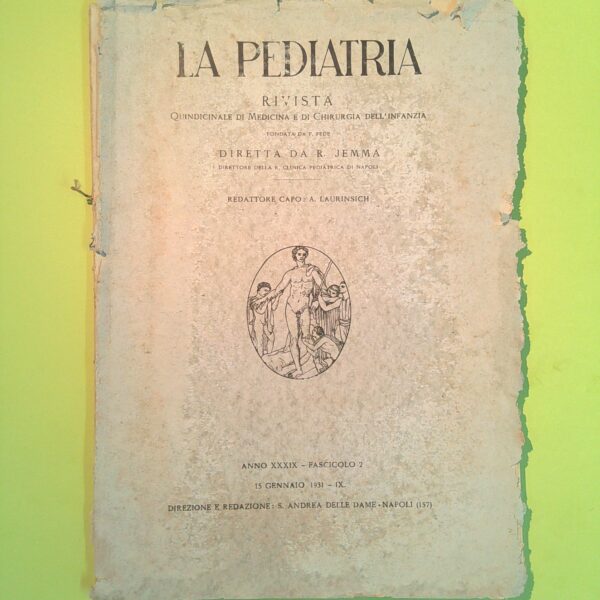 LA PEDIATRIA
RIVISTA
QUINDICINALE DI MEDICINA E DI CHIRURGIA DELL'INFANZIA
FONDATA DA F. FEDE
DIRETTA DA R. JEMMA
DIRETTORE DELLA R. CLINICA PEDIATRICA DI NAPOLI
REDATTORE CAPO: A. LAURINSICH
ANNO XXXIX - FASCICOLO 2
15 GENNAIO 1931 - IX.
DIREZIONE E REDAZIONE: S. ANDREA DELLE DAME - NAPOLI (157)